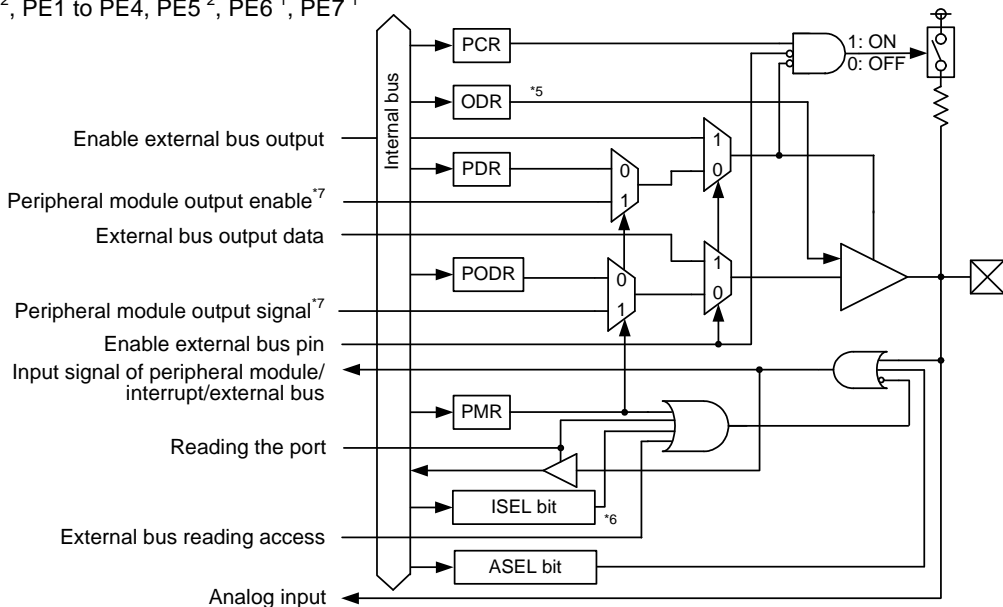 ², PE1 to PE4, PE5 ², PE6 ¹, PE7 ¹
PCR
1: ON
0: OFF
ODR
*5
Internal bus
Enable external bus output
1
0
PDR
0
1
Peripheral module output enable*7
External bus output data
PODR
0
1
1
0
Peripheral module output signal*7
Enable external bus pin
Input signal of peripheral module/
interrupt/external bus
PMR
Reading the port
ISEL bit
*6
External bus reading access
ASEL bit
Analog input